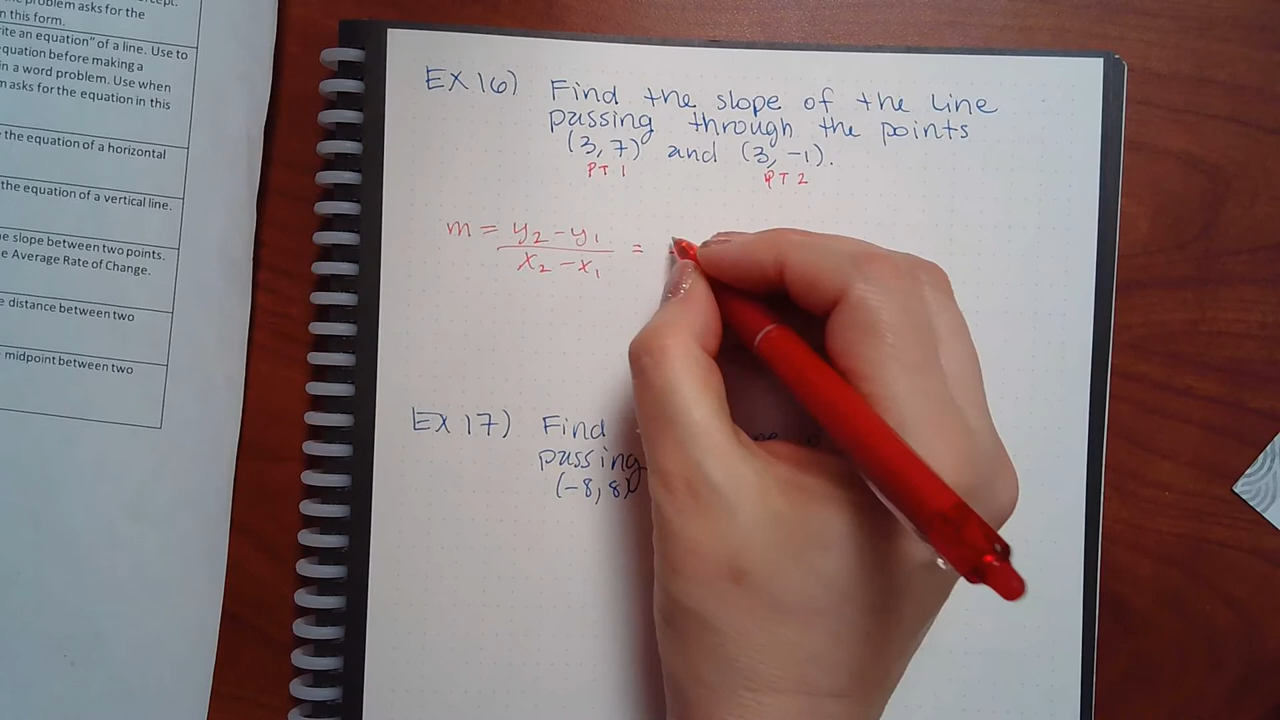 problem asks for the
n this form.
rite an equation" of a line. Use to
equation before making a
in a word problem. Use when
asks for the equation in this
the equation of a horizontal
the equation of a vertical line.
slope between two points.
Average Rate of Change.
distance between two
midpoint between two
EX 16) Find the slope of the line
passing through the points
(3, 7) and (3, -1).
PT 1 PT 2
m = y₂ - y₁ =
x₂ - x₁
EX 17) Find
passing
(-8, 8)